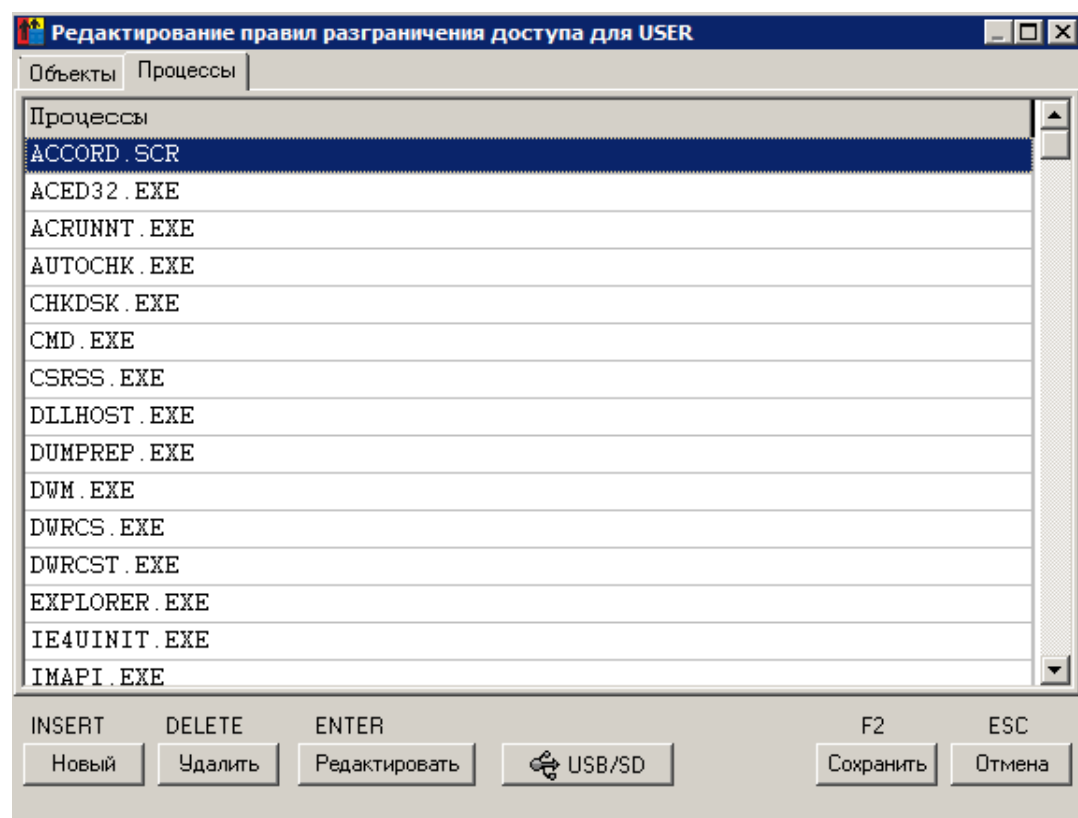 Редактирование правил разграничения доступа для USER
Объекты Процессы
Процессы
ACCORD.SCR
ACED32.EXE
ACRUNNT.EXE
AUTOCHK.EXE
CHKDSK.EXE
CMD.EXE
CSRSS.EXE
DLLHOST.EXE
DUMPREP.EXE
DWM.EXE
DWRCS.EXE
DWRCST.EXE
EXPLORER.EXE
IE4UINIT.EXE
IMAPI.EXE
INSERT DELETE ENTER F2 ESC
Новый Удалить Редактировать USB/SD Сохранить Отмена